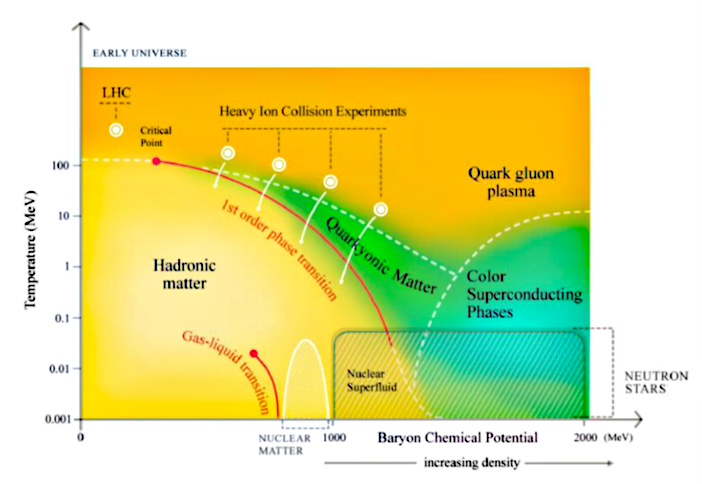 EARLY UNIVERSE
LHC
Heavy Ion Collision Experiments
Critical
Point
Quark gluon
plasma
Temperature (MeV)
100
10
1
0.1
0.01
0.001
1st order phase transition
Quarkyonic Matter
Hadronic
matter
Color
Superconducting
Phases
Gas-liquid transition
Nuclear
Superfluid
NEUTRON
STARS
0
NUCLEAR
MATTER
1000
Baryon Chemical Potential
2000 (MeV)
increasing density